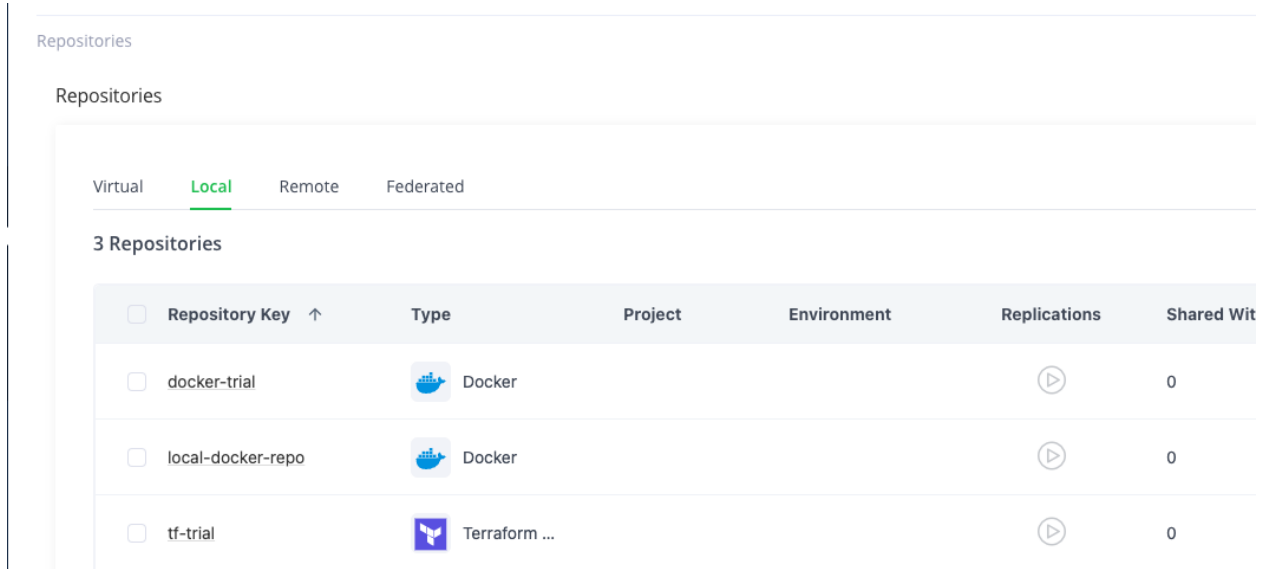 Repositories
Repositories
Virtual Local Remote Federated
3 Repositories
Repository Key ↑ Type Project Environment Replications Shared Wit
docker-trial Docker 0
local-docker-repo Docker 0
tf-trial Terraform ... 0